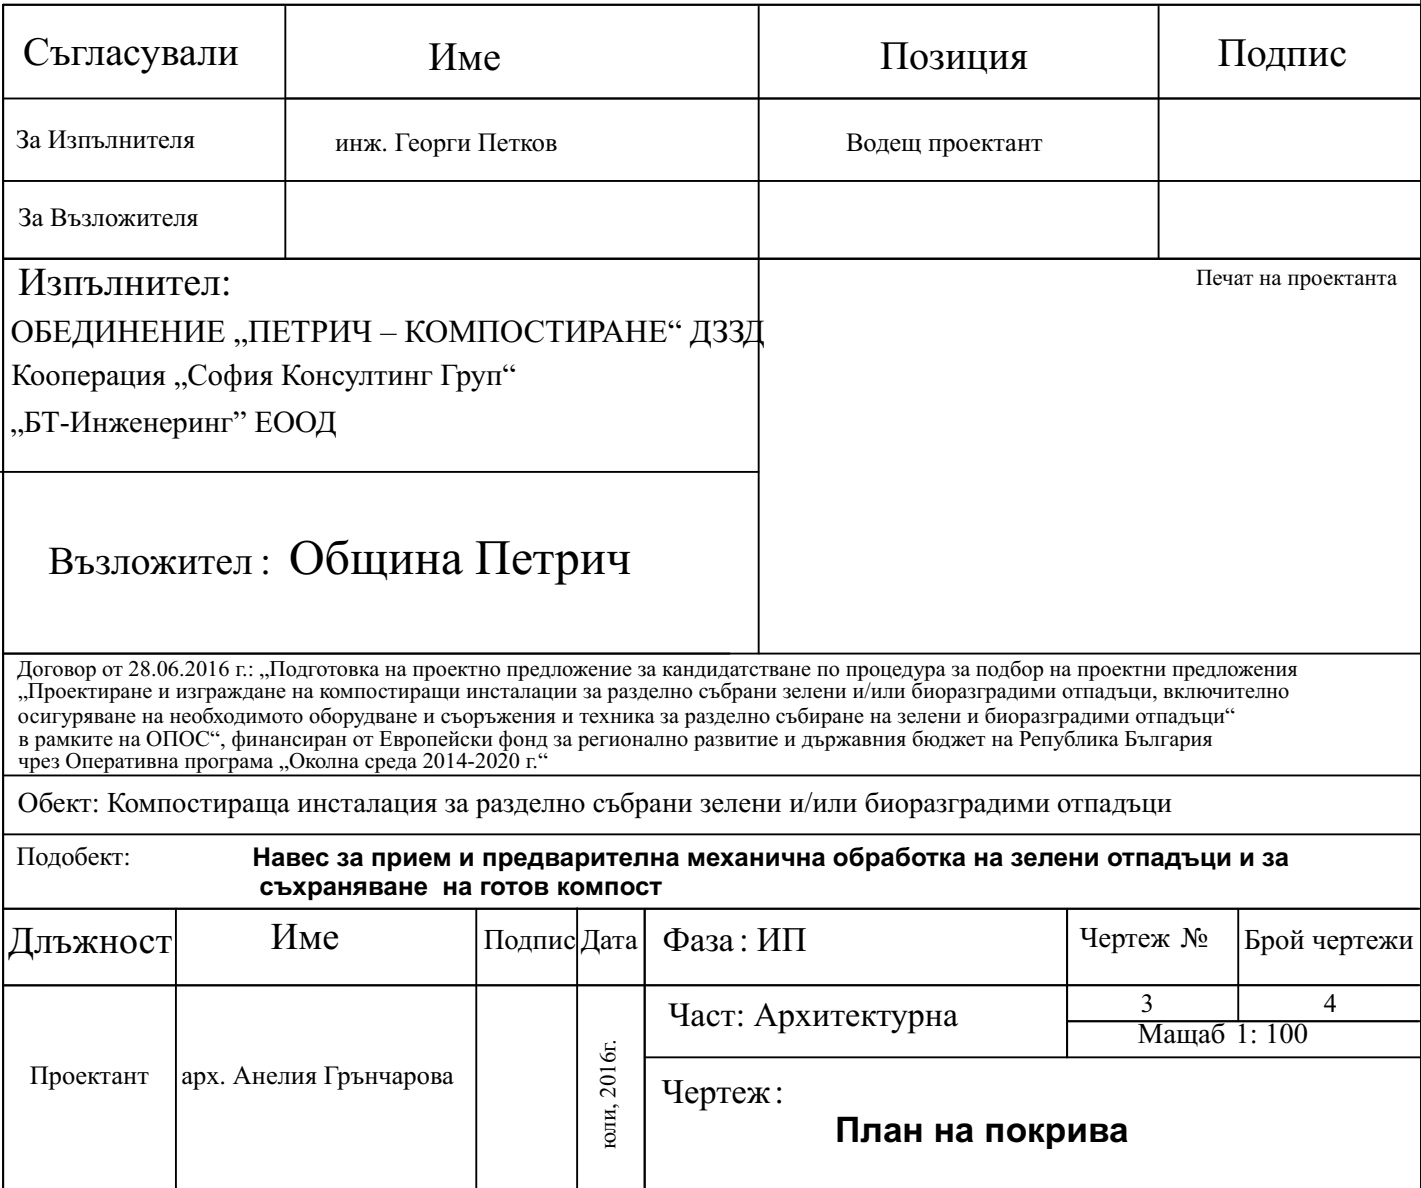 Съгласували Име Позиция Подпис
За Изпълнителя инж. Георги Петков Водещ проектант
За Възложителя
Изпълнител:
Печат на проектанта
ОБЕДИНЕНИЕ „ПЕТРИЧ – КОМПОСТИРАНЕ“ ДЗЗД
Кооперация „София Консултинг Груп“
„БТ-Инженеринг” ЕООД
Възложител : Община Петрич
Договор от 28.06.2016 г.: „Подготовка на проектно предложение за кандидатстване по процедура за подбор на проектни предложения
„Проектиране и изграждане на компостиращи инсталации за разделно събрани зелени и/или биоразградими отпадъци, включително
осигуряване на необходимото оборудване и съоръжения и техника за разделно събиране на зелени и биоразградими отпадъци“
в рамките на ОПОС“, финансиран от Европейски фонд за регионално развитие и държавния бюджет на Република България
чрез Оперативна програма „Околна среда 2014-2020 г.“
Обект: Компостираща инсталация за разделно събрани зелени и/или биоразградими отпадъци
Подобект: Навес за прием и предварителна механична обработка на зелени отпадъци и за
съхраняване на готов компост
Длъжност Име Подпис Дата Фаза : ИП Чертеж № Брой чертежи
Част: Архитектурна 3 4
Мащаб 1: 100
Проектант арх. Анелия Грънчарова юли, 2016г.
Чертеж :
План на покрива